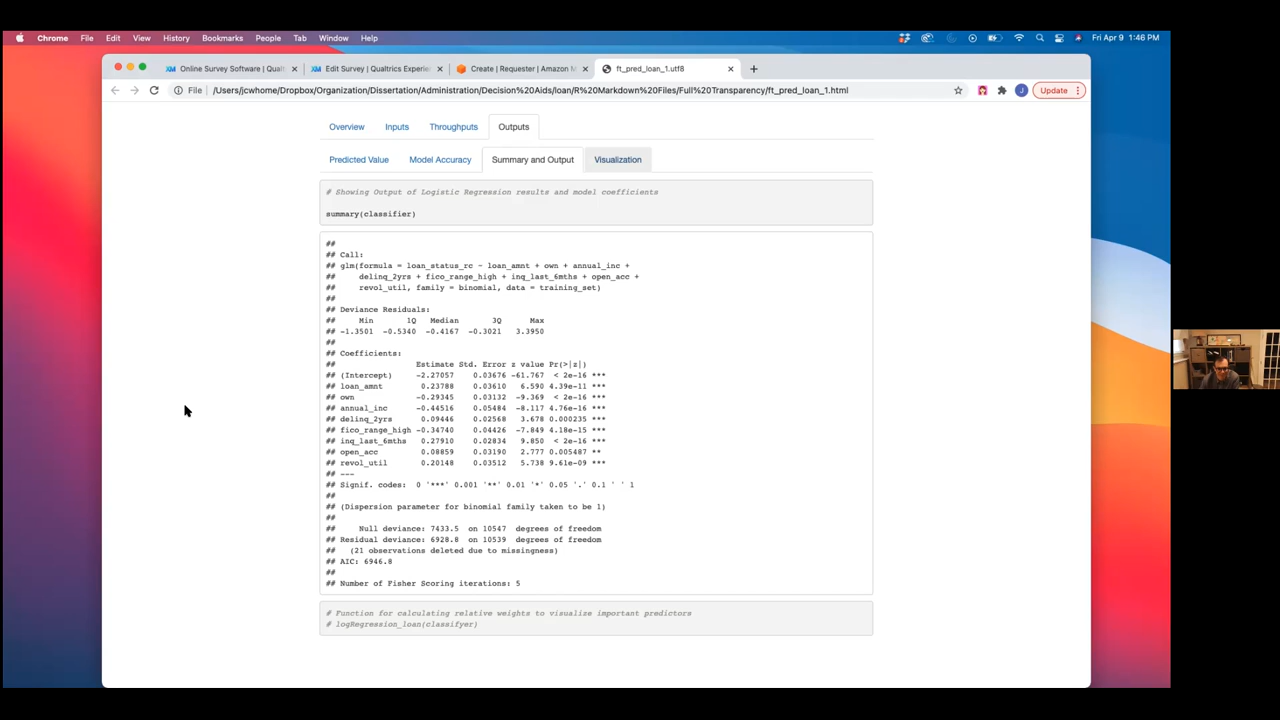 Chrome File Edit View History Bookmarks People Tab Window Help Fri Apr 9 1:46 PM
Online Survey Software | Qualt Edit Survey | Qualtrics Experie Create | Requester | Amazon M ft_pred_loan_1.utf8
File /Users/jcwhome/Dropbox/Organization/Dissertation/Administration/Decision%20Aids/loan/R%20Markdown%20Files/Full%20Transparency/ft_pred_loan_1.html J Update
Overview Inputs Throughputs Outputs
Predicted Value Model Accuracy Summary and Output Visualization
# Showing Output of Logistic Regression results and model coefficients
summary(classifier)
##
## Call:
## glm(formula = loan_status_rc ~ loan_amnt + own + annual_inc +
## delinq_2yrs + fico_range_high + inq_last_6mths + open_acc +
## revol_util, family = binomial, data = training_set)
##
## Deviance Residuals:
## Min 1Q Median 3Q Max
## -1.3501 -0.5340 -0.4167 -0.3021 3.3950
##
## Coefficients:
## Estimate Std. Error z value Pr(>|z|)
## (Intercept) -2.27057 0.03676 -61.767 < 2e-16 ***
## loan_amnt 0.23788 0.03610 6.590 4.39e-11 ***
## own -0.29345 0.03132 -9.369 < 2e-16 ***
## annual_inc -0.44516 0.05484 -8.117 4.76e-16 ***
## delinq_2yrs 0.09446 0.02568 3.678 0.000235 ***
## fico_range_high -0.34740 0.04426 -7.849 4.18e-15 ***
## inq_last_6mths 0.27910 0.02834 9.850 < 2e-16 ***
## open_acc 0.08859 0.03190 2.777 0.005487 **
## revol_util 0.20148 0.03512 5.738 9.61e-09 ***
## ---
## Signif. codes: 0 '***' 0.001 '**' 0.01 '*' 0.05 '.' 0.1 ' ' 1
##
## (Dispersion parameter for binomial family taken to be 1)
##
## Null deviance: 7433.5 on 10547 degrees of freedom
## Residual deviance: 6928.8 on 10539 degrees of freedom
## (21 observations deleted due to missingness)
## AIC: 6946.8
##
## Number of Fisher Scoring iterations: 5
# Function for calculating relative weights to visualize important predictors
# logRegression_loan(classifyer)